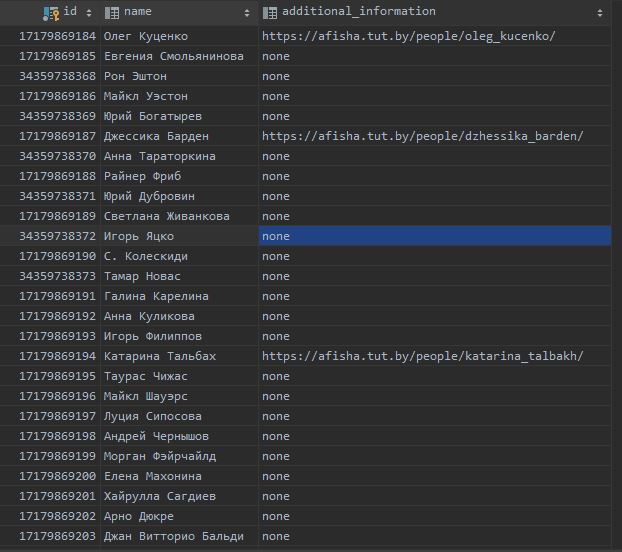 id name additional_information
17179869184 Олег Куценко https://afisha.tut.by/people/oleg_kucenko/
17179869185 Евгения Смольянинова none
34359738368 Рон Эштон none
17179869186 Майкл Уэстон none
34359738369 Юрий Богатырев none
17179869187 Джессика Барден https://afisha.tut.by/people/dzhessika_barden/
34359738370 Анна Тараторкина none
17179869188 Райнер Фриб none
34359738371 Юрий Дубровин none
17179869189 Светлана Живанкова none
34359738372 Игорь Яцко none
17179869190 С. Колескиди none
34359738373 Тамар Новас none
17179869191 Галина Карелина none
17179869192 Анна Куликова none
17179869193 Игорь Филиппов none
17179869194 Катарина Тальбах https://afisha.tut.by/people/katarina_talbakh/
17179869195 Таурас Чижас none
17179869196 Майкл Шауэрс none
17179869197 Луция Сипосова none
17179869198 Андрей Чернышов none
17179869199 Морган Фэйрчайлд none
17179869200 Елена Махонина none
17179869201 Хайрулла Сагдиев none
17179869202 Арно Дюкре none
17179869203 Джан Витторио Бальди none